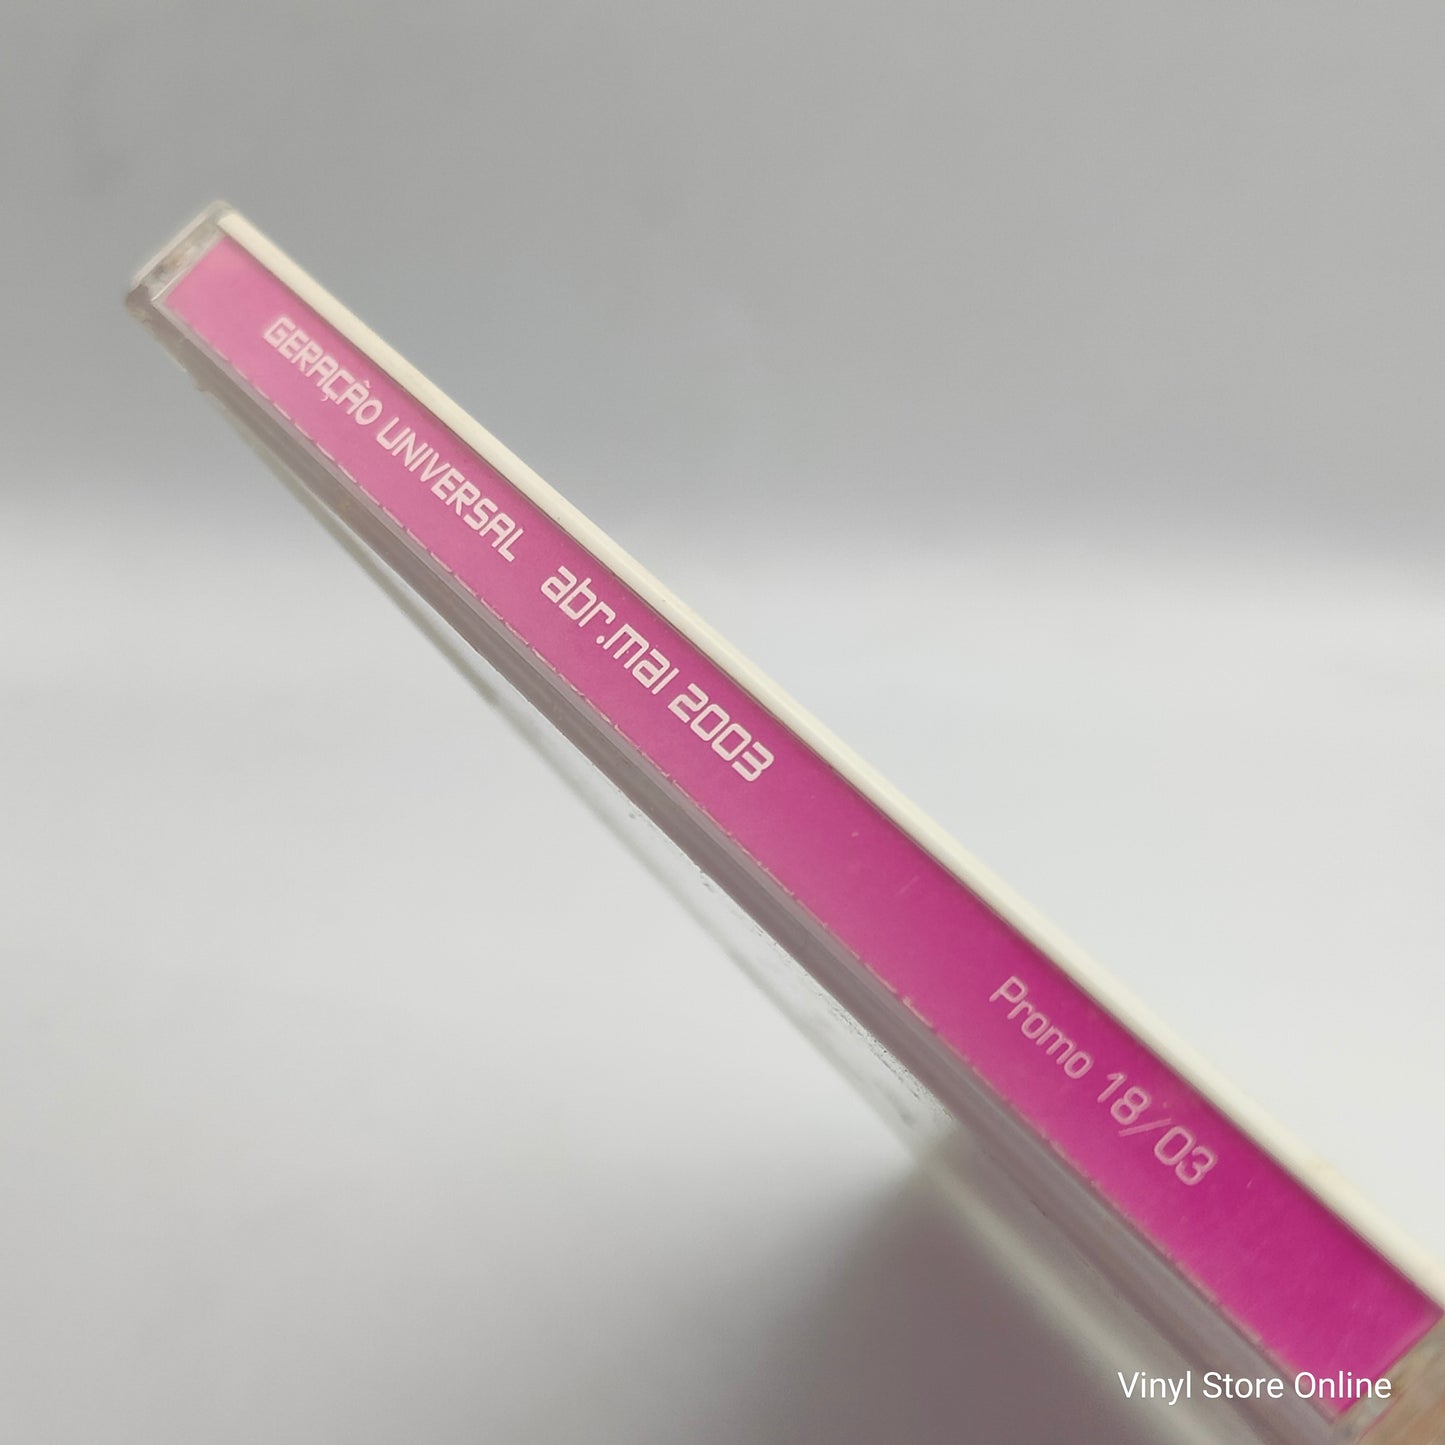 GERAÇÃO UNIVERSAL abr.mai 2003 Promo 18/03
Vinyl Store Online